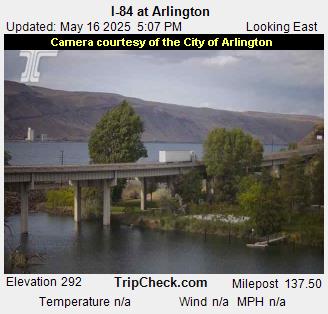 I-84 at Arlington
Updated: May 16 2025 5:07 PM Looking East
Camera courtesy of the City of Arlington
Elevation 292 TripCheck.com Milepost 137.50
Temperature n/a Wind n/a MPH n/a